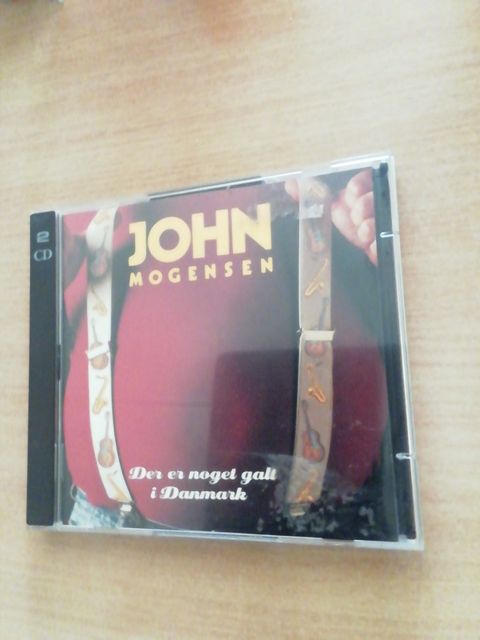 2
CD
JOHN
MOGENSEN
Der er noget galt
i Danmark